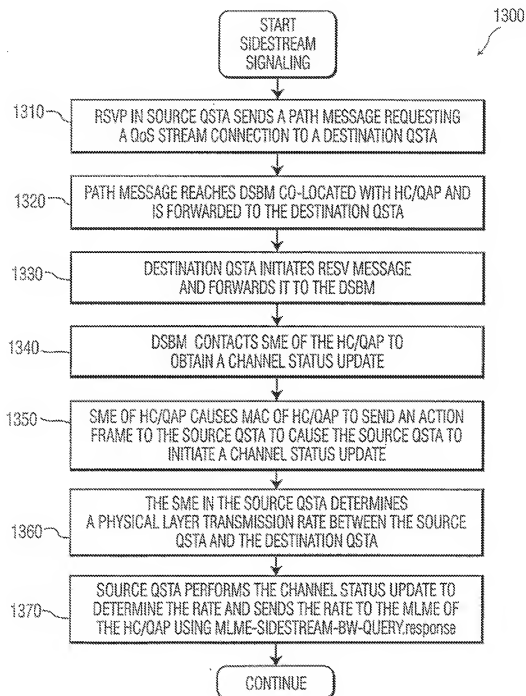 1300
START
SIDESTREAM
SIGNALING
1310
RSVP IN SOURCE QSTA SENDS A PATH MESSAGE REQUESTING
A QoS STREAM CONNECTION TO A DESTINATION QSTA
1320
PATH MESSAGE REACHES DSBM CO-LOCATED WITH HC/QAP AND
IS FORWARDED TO THE DESTINATION QSTA
1330
DESTINATION QSTA INITIATES RESV MESSAGE
AND FORWARDS IT TO THE DSBM
1340
DSBM CONTACTS SME OF THE HC/QAP TO
OBTAIN A CHANNEL STATUS UPDATE
1350
SME OF HC/QAP CAUSES MAC OF HC/QAP TO SEND AN ACTION
FRAME TO THE SOURCE QSTA TO CAUSE THE SOURCE QSTA TO
INITIATE A CHANNEL STATUS UPDATE
1360
THE SME IN THE SOURCE QSTA DETERMINES
A PHYSICAL LAYER TRANSMISSION RATE BETWEEN THE SOURCE
QSTA AND THE DESTINATION QSTA
1370
SOURCE QSTA PERFORMS THE CHANNEL STATUS UPDATE TO
DETERMINE THE RATE AND SENDS THE RATE TO THE MLME OF
THE HC/QAP USING MLME-SIDESTREAM-BW-QUERY.response
CONTINUE